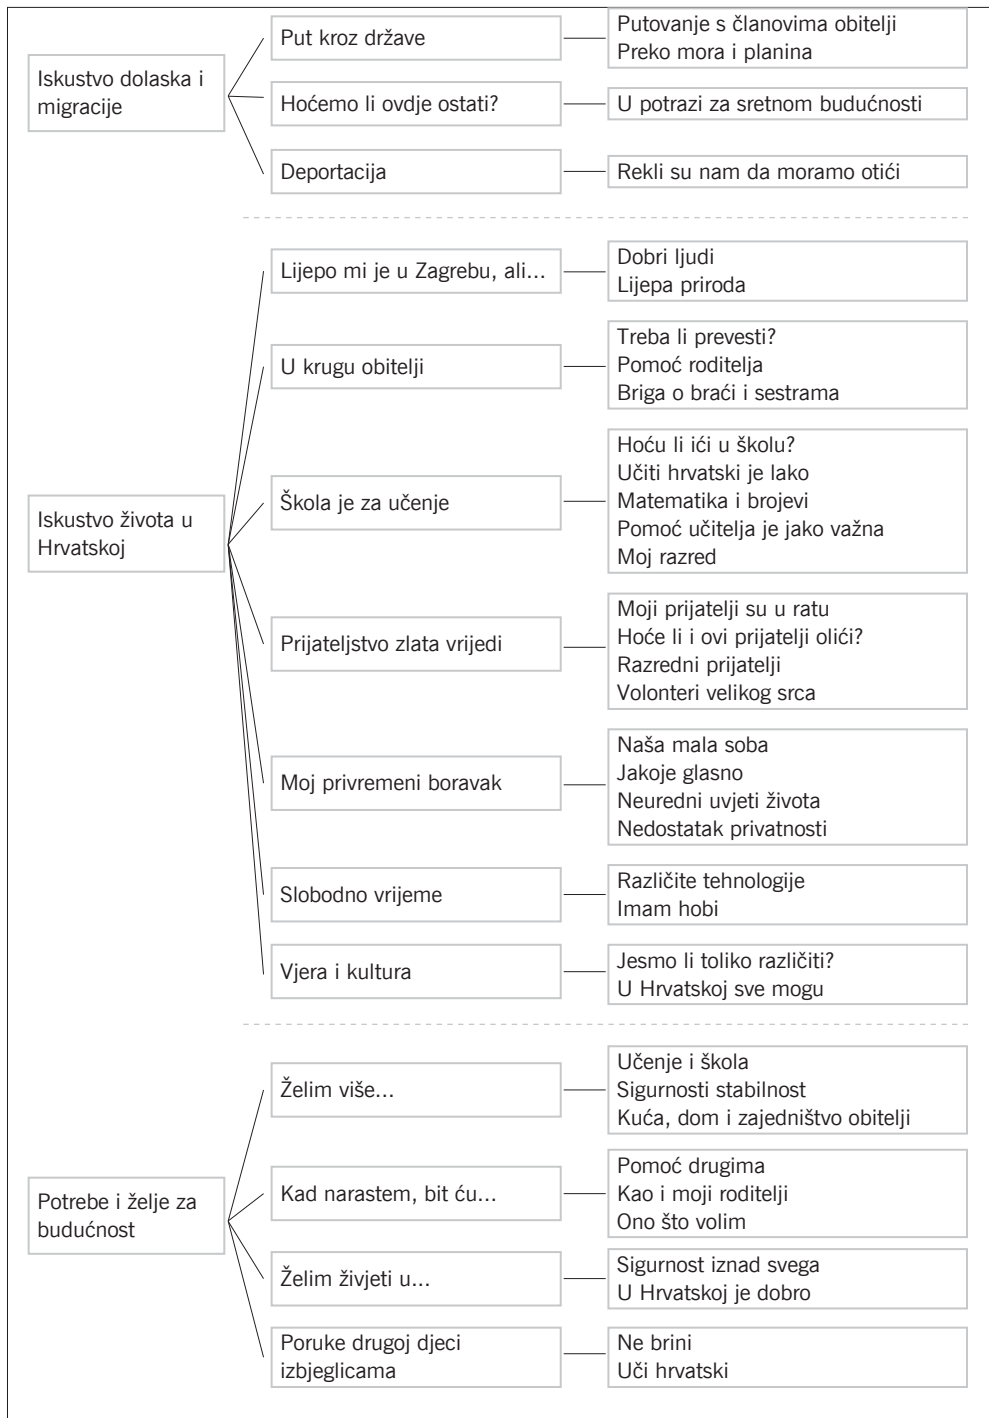 Iskustvo dolaska i
migracije
Put kroz države
Putovanje s članovima obitelji
Preko mora i planina
Hoćemo li ovdje ostati?
U potrazi za sretnom budućnosti
Deportacija
Rekli su nam da moramo otići
Iskustvo života u
Hrvatskoj
Lijepo mi je u Zagrebu, ali...
Dobri ljudi
Lijepa priroda
U krugu obitelji
Treba li prevesti?
Pomoć roditelja
Briga o braći i sestrama
Škola je za učenje
Hoću li ići u školu?
Učiti hrvatski je lako
Matematika i brojevi
Pomoć učitelja je jako važna
Moj razred
Prijateljstvo zlata vrijedi
Moji prijatelji su u ratu
Hoće li i ovi prijatelji olići?
Razredni prijatelji
Volonteri velikog srca
Moj privremeni boravak
Naša mala soba
Jakoje glasno
Neuredni uvjeti života
Nedostatak privatnosti
Slobodno vrijeme
Različite tehnologije
Imam hobi
Vjera i kultura
Jesmo li toliko različiti?
U Hrvatskoj sve mogu
Potrebe i želje za
budućnost
Želim više...
Učenje i škola
Sigurnosti stabilnost
Kuća, dom i zajedništvo obitelji
Kad narastem, bit ću...
Pomoć drugima
Kao i moji roditelji
Ono što volim
Želim živjeti u...
Sigurnost iznad svega
U Hrvatskoj je dobro
Poruke drugoj djeci
izbjeglicama
Ne brini
Uči hrvatski